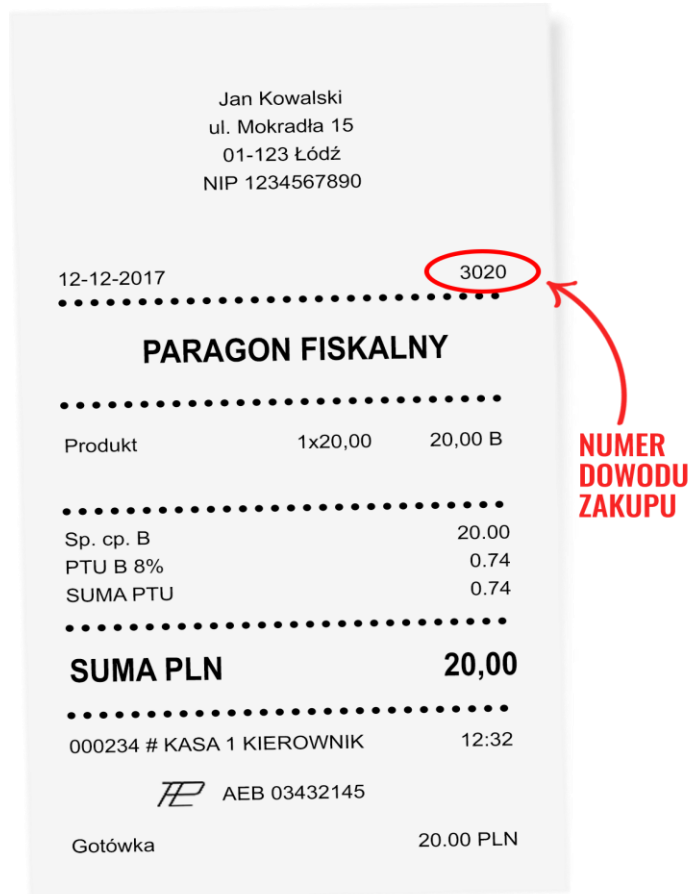 Jan Kowalski
ul. Mokradła 15
01-123 Łódź
NIP 1234567890
12-12-2017 3020
PARAGON FISKALNY
Produkt 1x20,00 20,00 B
Sp. cp. B 20.00
PTU B 8% 0.74
SUMA PTU 0.74
SUMA PLN 20,00
000234 # KASA 1 KIEROWNIK 12:32
AEB 03432145
Gotówka 20.00 PLN
NUMER
DOWODU
ZAKUPU